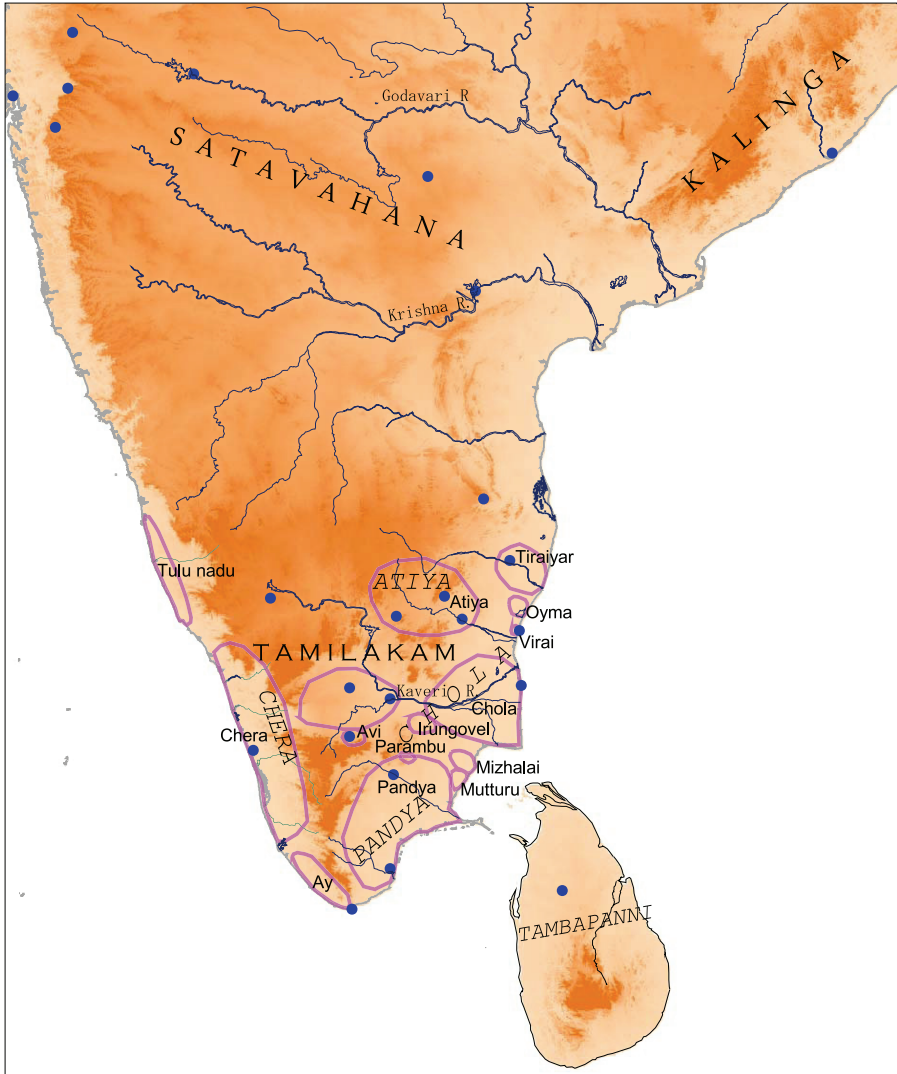 Godavari R
SATAVAHANA
KALINGA
Krishna R.
Tulu nadu
Tiraiyar
ATIYA
Atiya
Oyma
Virai
TAMILAKAM
Kaveri R.
CHOLA
Chola
CHERA
Irungovel
Chera
Avi
Parambu
Mizhalai
Pandya
Mutturu
PANDYA
Ay
TAMBAPANNI